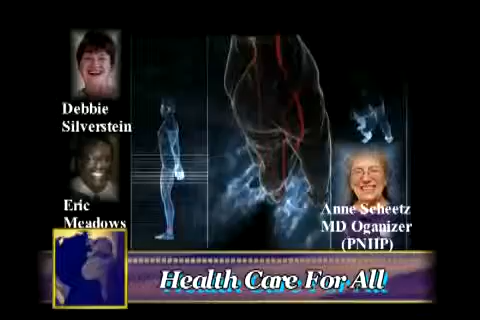 Debbie
Silverstein
Eric
Meadows
Anne Scheetz
MD Oganizer
(PNHP)
Health Care For All